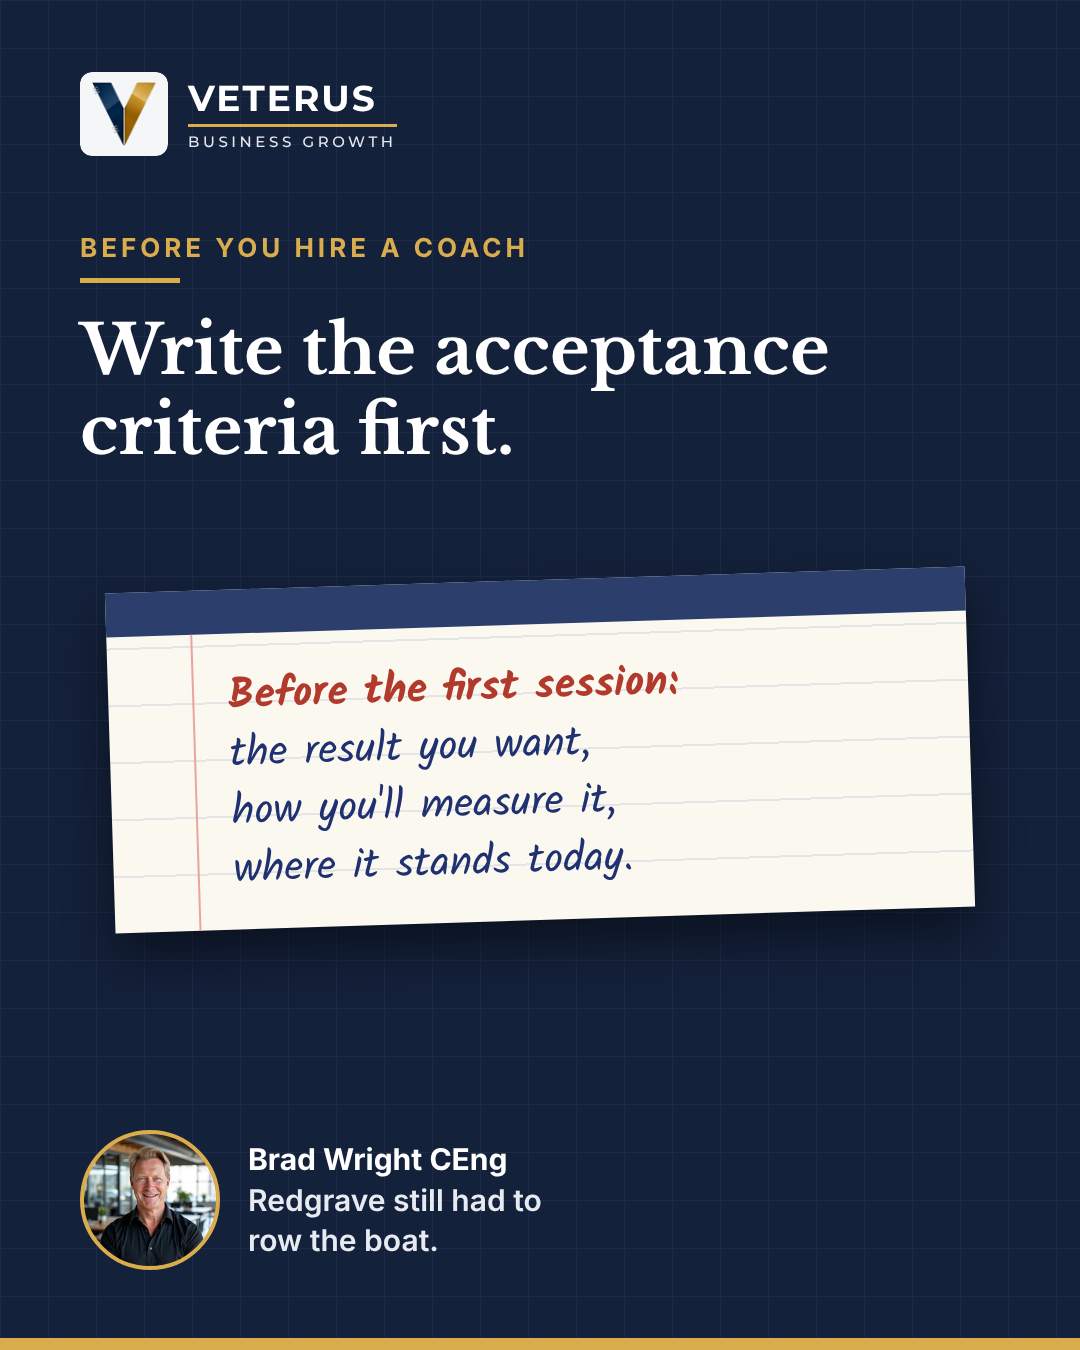 VETERUS
BUSINESS GROWTH
BEFORE YOU HIRE A COACH
Write the acceptance
criteria first.
Before the first session:
the result you want,
how you'll measure it,
where it stands today.
Brad Wright CEng
Redgrave still had to
row the boat.